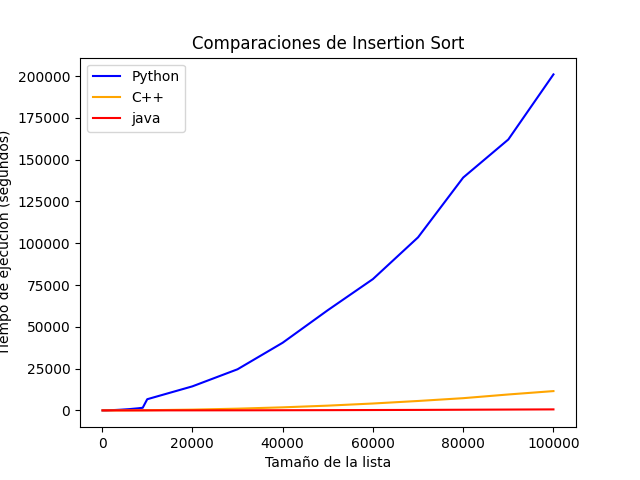 Comparaciones de Insertion Sort
Python
C++
java
200000
175000
150000
125000
100000
75000
50000
25000
0
Tiempo de ejecución (segundos)
0 20000 40000 60000 80000 100000
Tamaño de la lista